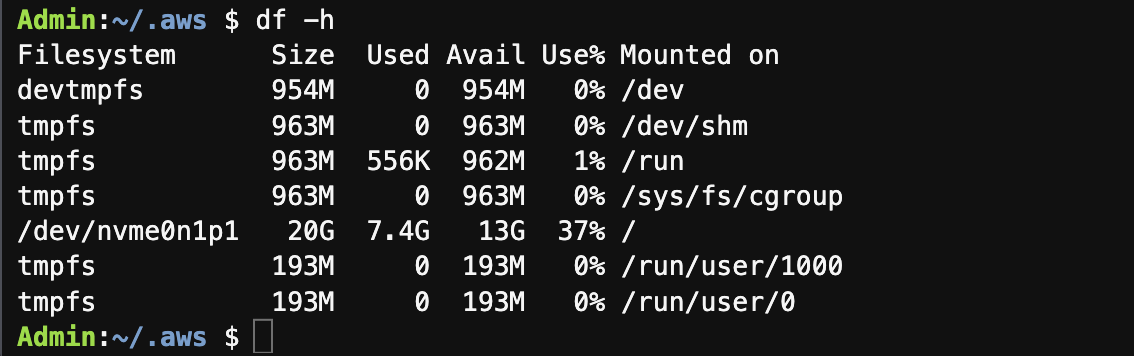 Admin:~/.aws $ df -h
Filesystem      Size  Used Avail Use% Mounted on
devtmpfs        954M     0  954M   0% /dev
tmpfs           963M     0  963M   0% /dev/shm
tmpfs           963M  556K  962M   1% /run
tmpfs           963M     0  963M   0% /sys/fs/cgroup
/dev/nvme0n1p1   20G  7.4G   13G  37% /
tmpfs           193M     0  193M   0% /run/user/1000
tmpfs           193M     0  193M   0% /run/user/0
Admin:~/.aws $